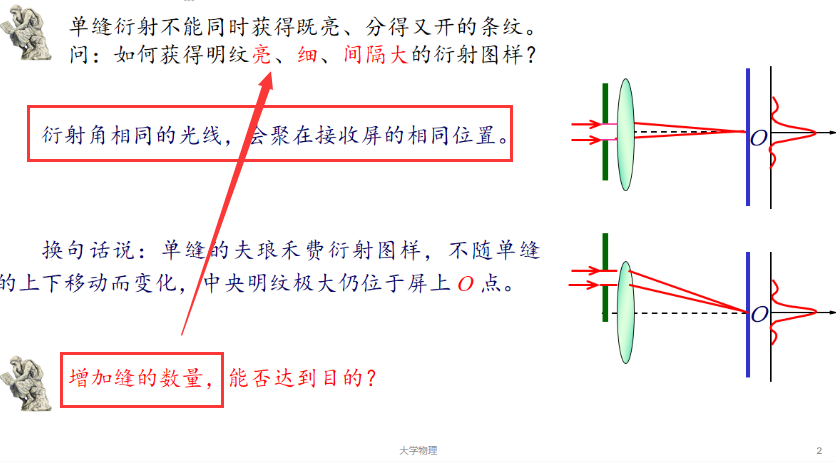 单缝衍射不能同时获得既亮、分得又开的条纹。
问：如何获得明纹亮、细、间隔大的衍射图样？
衍射角相同的光线，会聚在接收屏的相同位置。
O
换句话说：单缝的夫琅禾费衍射图样，不随单缝
的上下移动而变化，中央明纹极大仍位于屏上 O 点。
O
增加缝的数量，能否达到目的？
大学物理
2